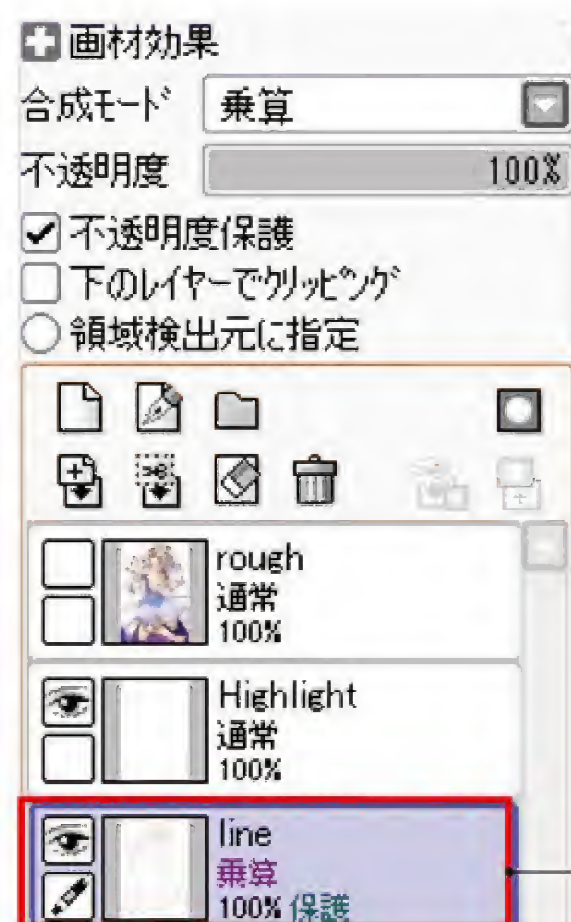 画材効果
合成モード 乗算
不透明度 100%
不透明度保護
下のレイヤーでクリッピング
領域検出元に指定
rough
通常
100%
Highlight
通常
100%
line
乗算
100% 保護